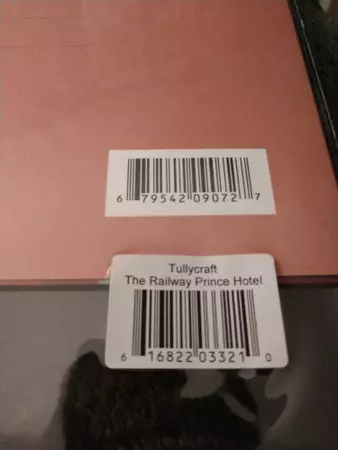 6 79542 09072 7
Tullycraft
The Railway Prince Hotel
6 16822 03321 0